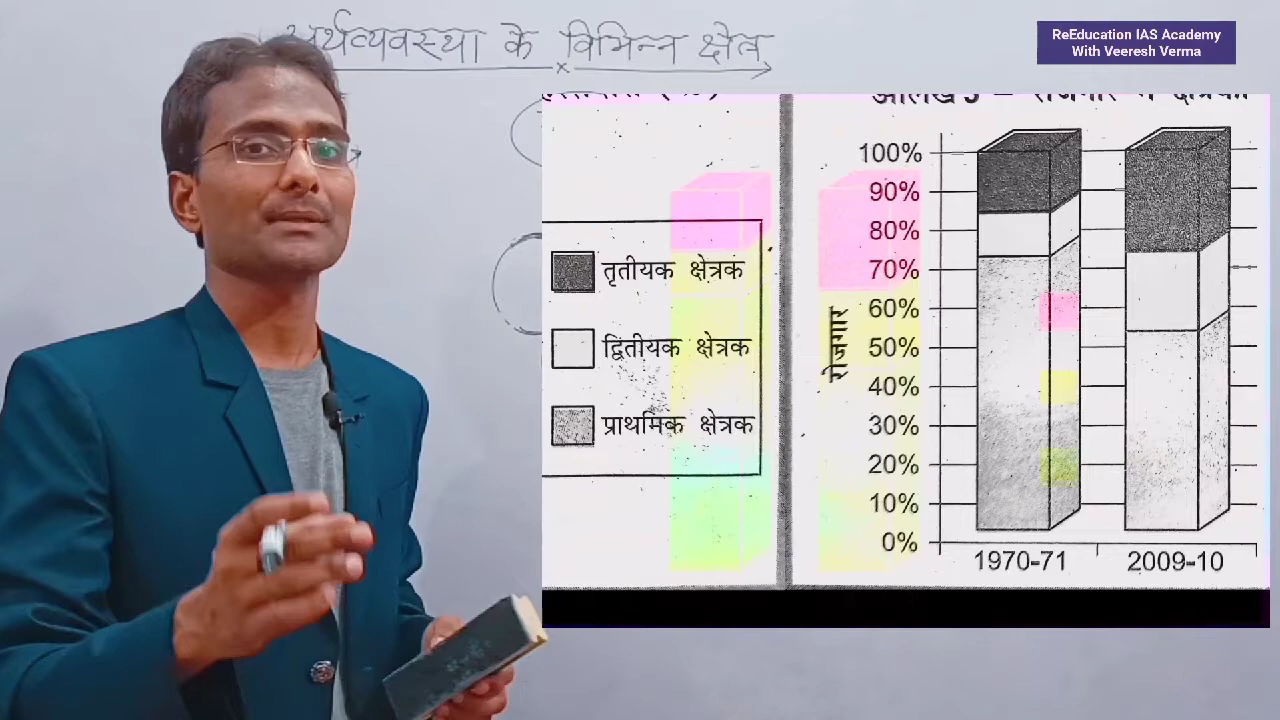 अर्थव्यवस्था के विभिन्न क्षेत्र
ReEducation IAS Academy
With Veeresh Verma
तृतीयक क्षेत्रक
द्वितीयक क्षेत्रक
प्राथमिक क्षेत्रक
100%
90%
80%
70%
60%
50%
40%
30%
20%
10%
0%
रोजगार
1970-71
2009-10